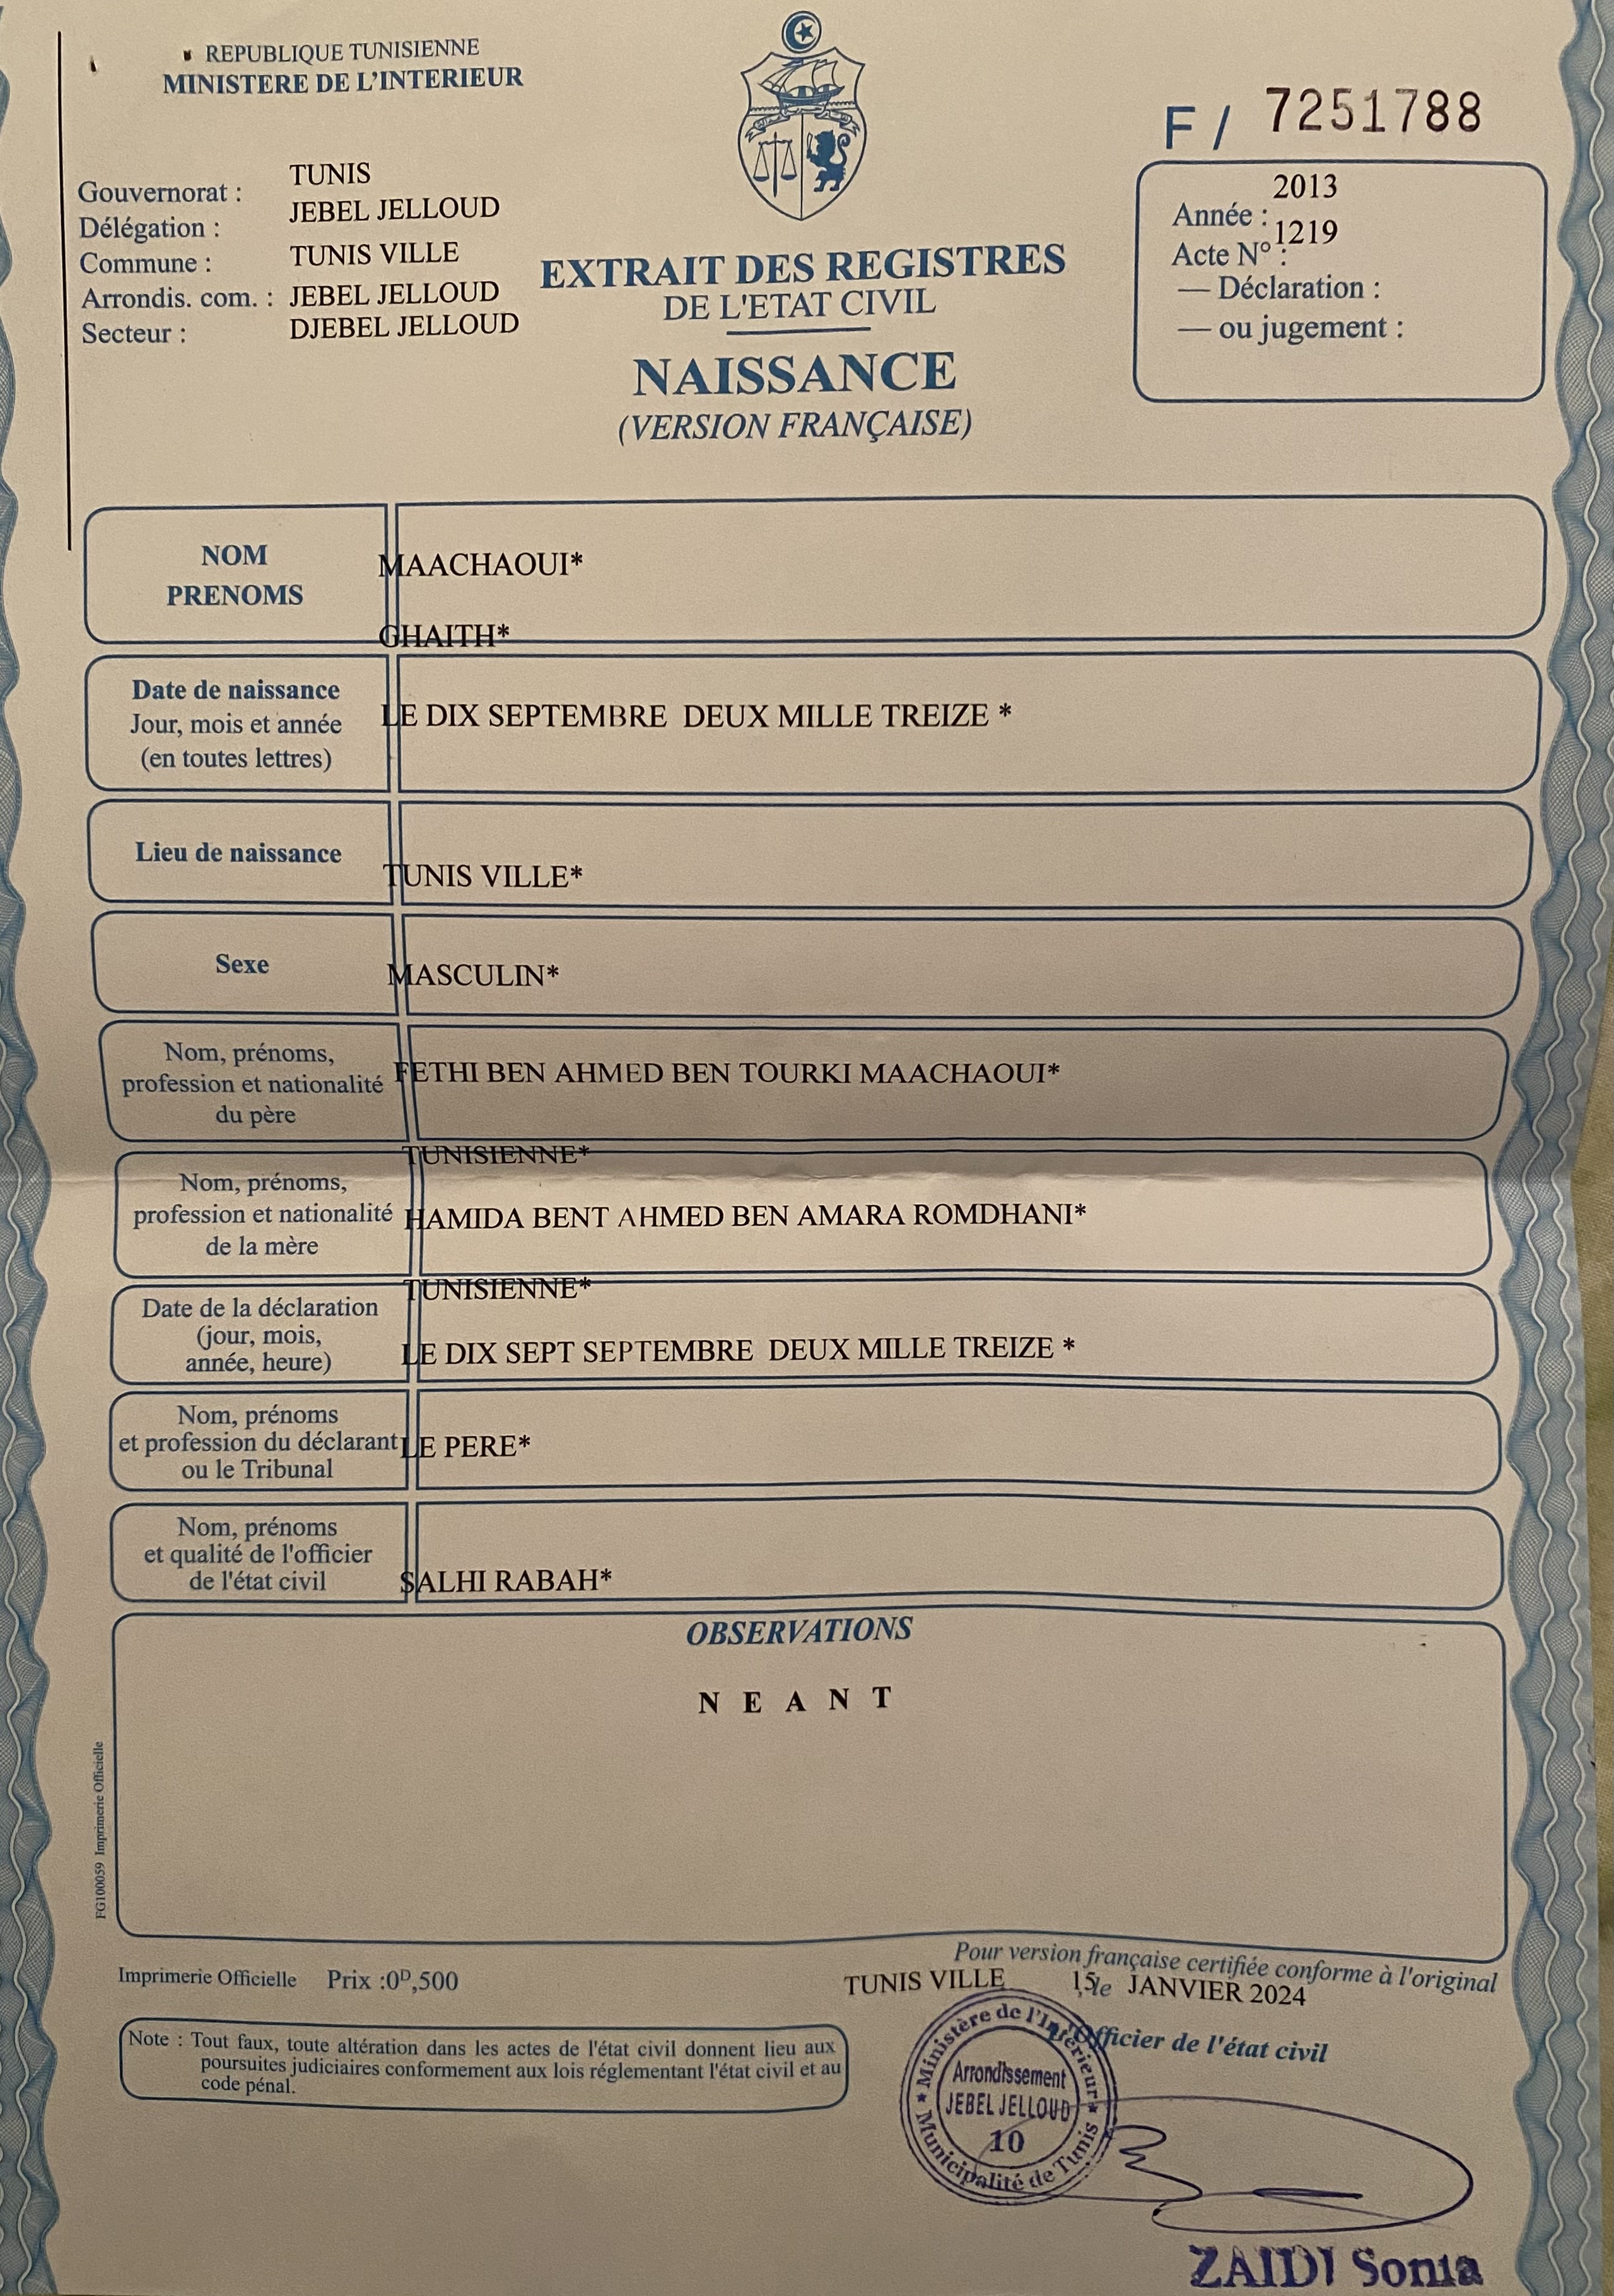 REPUBLIQUE TUNISIENNE
MINISTERE DE L'INTERIEUR
F / 7251788
Gouvernorat : TUNIS
Délégation : JEBEL JELLOUD
Commune : TUNIS VILLE
Arrondis. com. : JEBEL JELLOUD
Secteur : DJEBEL JELLOUD
EXTRAIT DES REGISTRES
DE L'ETAT CIVIL
NAISSANCE
(VERSION FRANÇAISE)
Année : 2013
Acte N° : 1219
— Déclaration :
— ou jugement :
NOM
PRENOMS
MAACHAOUI*
GHAITH*
Date de naissance
Jour, mois et année
(en toutes lettres)
LE DIX SEPTEMBRE DEUX MILLE TREIZE *
Lieu de naissance
TUNIS VILLE*
Sexe
MASCULIN*
Nom, prénoms,
profession et nationalité
du père
FETHI BEN AHMED BEN TOURKI MAACHAOUI*
TUNISIENNE*
Nom, prénoms,
profession et nationalité
de la mère
HAMIDA BENT AHMED BEN AMARA ROMDHANI*
TUNISIENNE*
Date de la déclaration
(jour, mois,
année, heure)
LE DIX SEPT SEPTEMBRE DEUX MILLE TREIZE *
Nom, prénoms
et profession du déclarant
ou le Tribunal
LE PERE*
Nom, prénoms
et qualité de l'officier
de l'état civil
SALHI RABAH*
OBSERVATIONS
N E A N T
FG100059 Imprimerie Officielle
Imprimerie Officielle Prix :0D,500
Pour version française certifiée conforme à l'original
TUNIS VILLE ,le 15 JANVIER 2024
L'Officier de l'état civil
Note : Tout faux, toute altération dans les actes de l'état civil donnent lieu aux
poursuites judiciaires conformement aux lois réglementant l'état civil et au
code pénal.
Ministère de l'Intérieur
Arrondissement
JEBEL JELLOUD
10
Municipalité de Tunis
ZAIDI Sonia